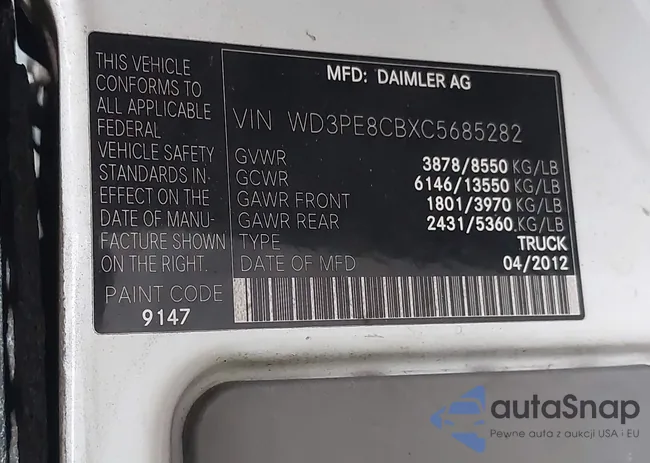 THIS VEHICLE
CONFORMS TO
ALL APPLICABLE
FEDERAL
VEHICLE SAFETY
STANDARDS IN-
EFFECT ON THE
DATE OF MANU-
FACTURE SHOWN
ON THE RIGHT.
PAINT CODE
9147
MFD: DAIMLER AG
VIN WD3PE8CBXC5685282
GVWR 3878/8550 KG/LB
GCWR 6146/13550 KG/LB
GAWR FRONT 1801/3970 KG/LB
GAWR REAR 2431/5360 KG/LB
TYPE TRUCK
DATE OF MFD 04/2012
autaSnap
Pewne auta z aukcji USA i EU